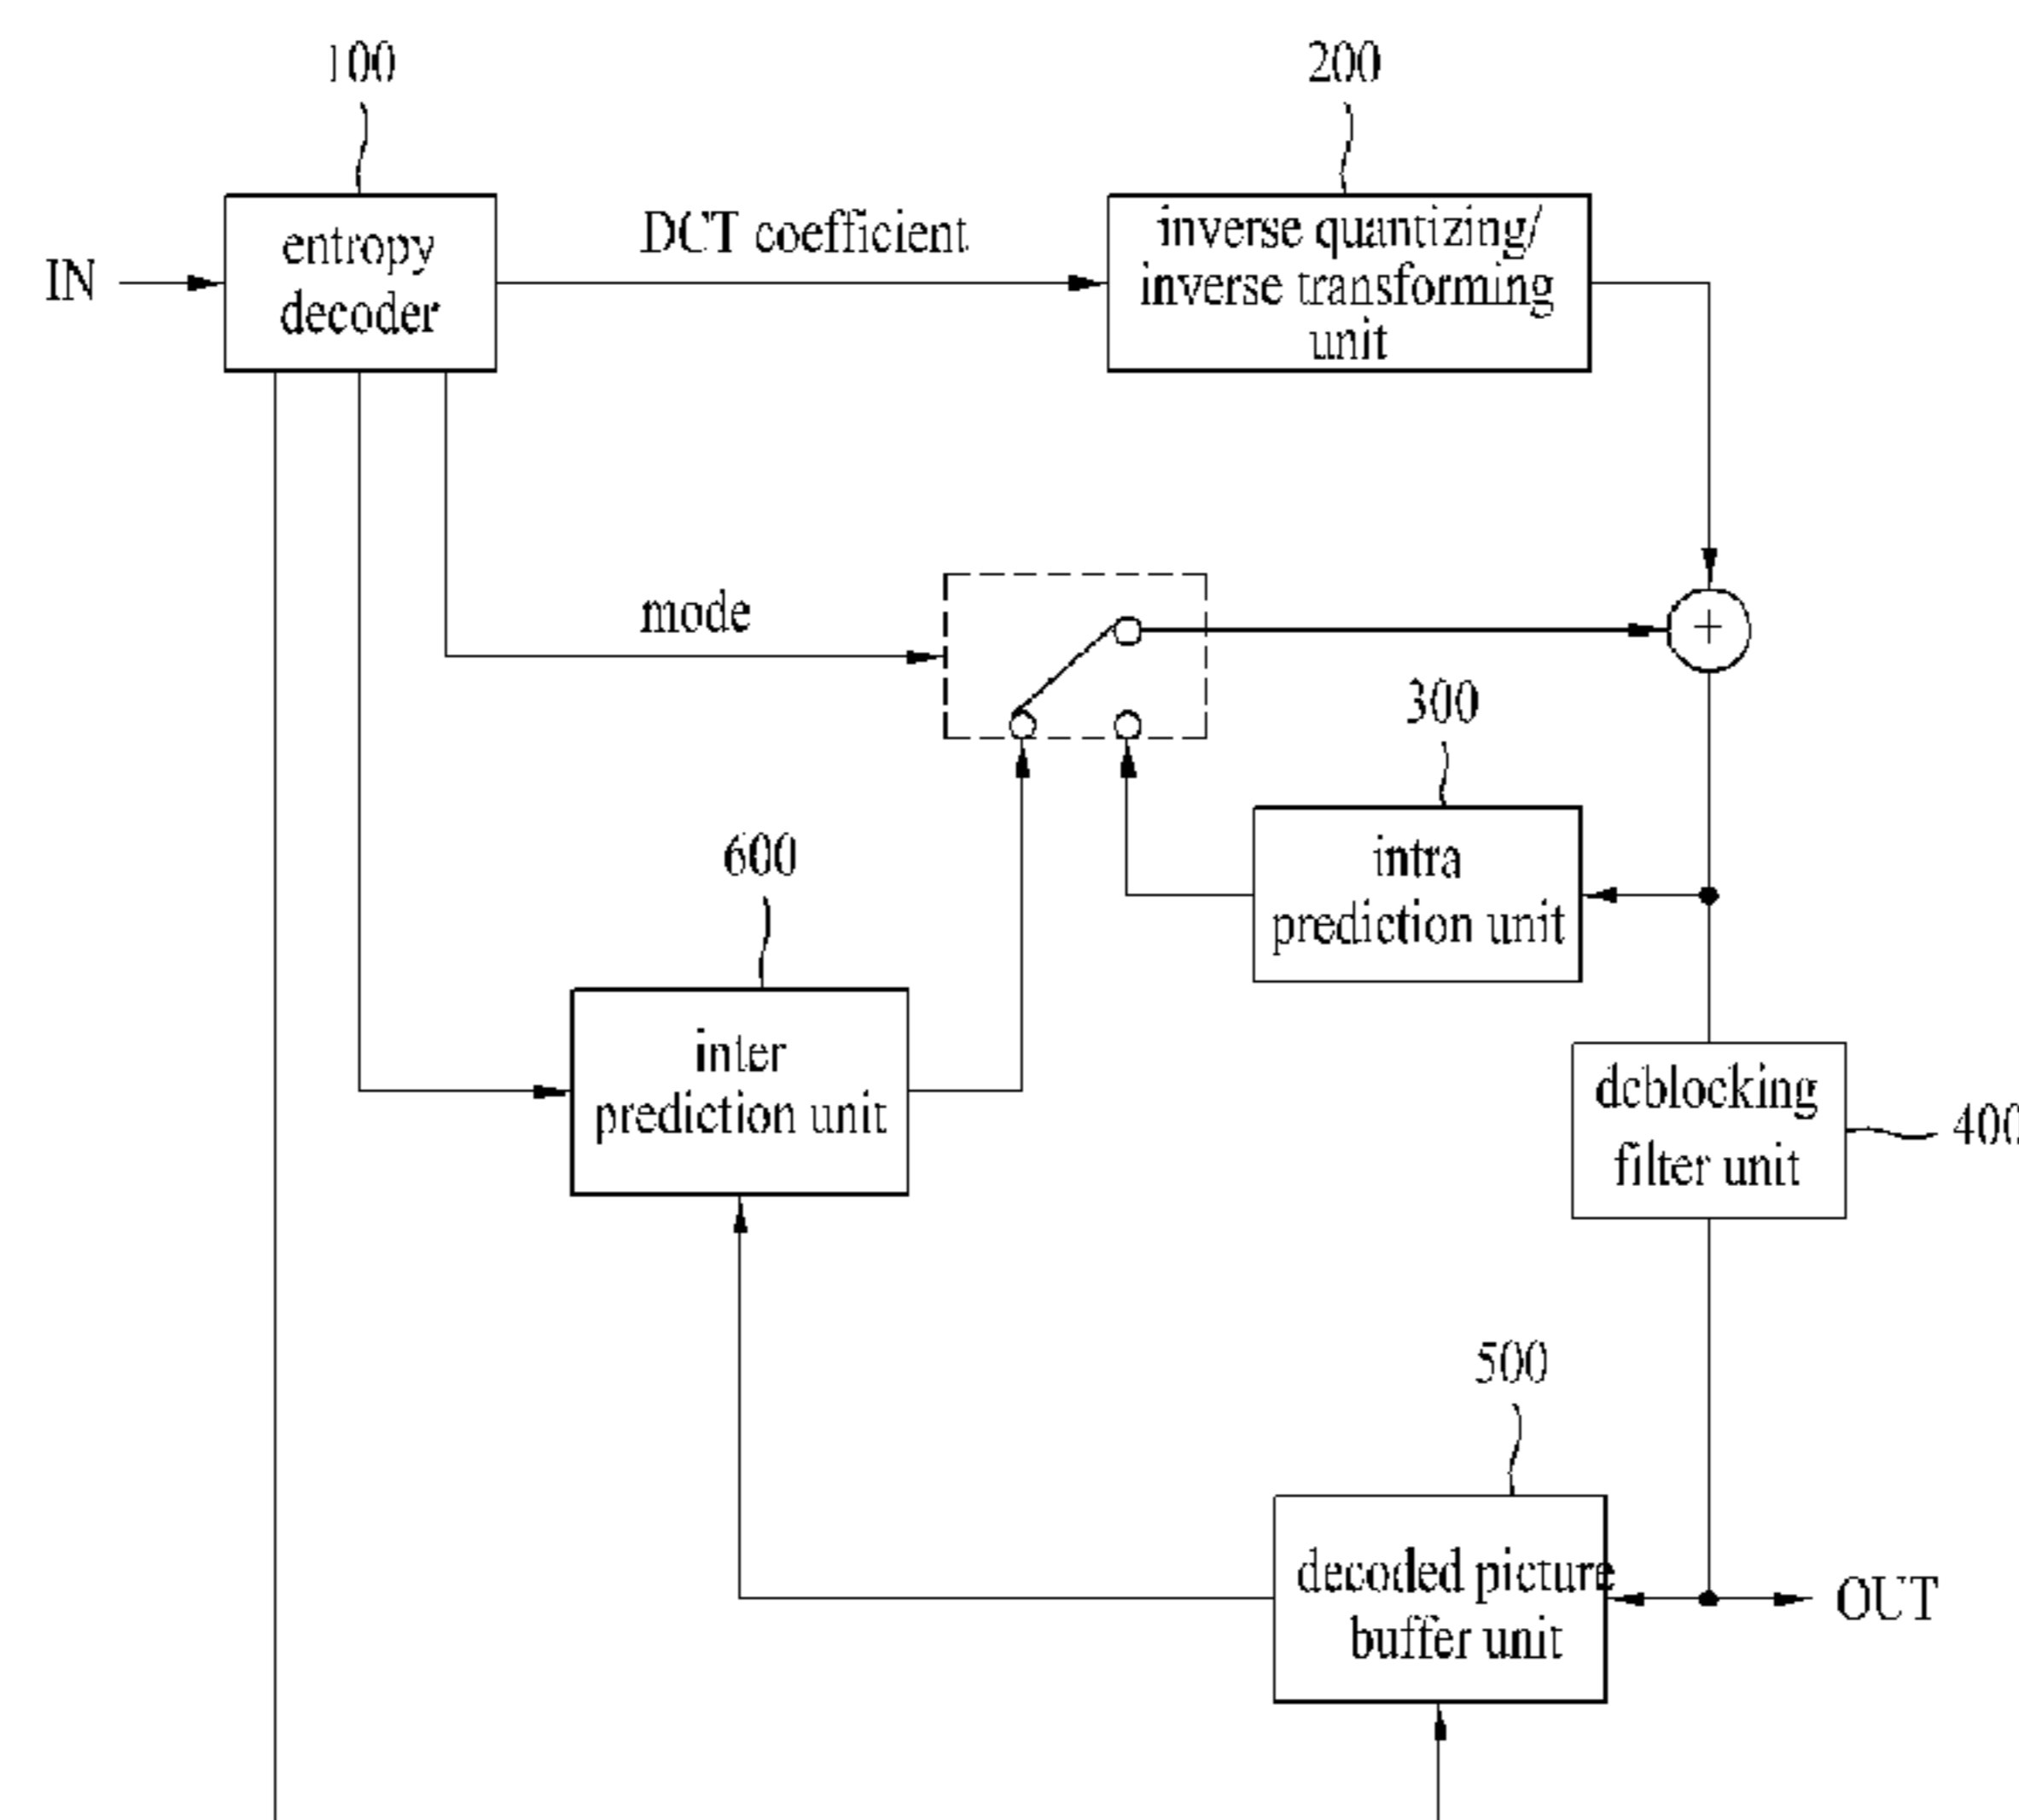 100
200
IN
entropy
decoder
DCT coefficient
inverse quantizing/
inverse transforming
unit
mode
+
300
intra
prediction unit
600
inter
prediction unit
deblocking
filter unit
400
500
decoded picture
buffer unit
OUT